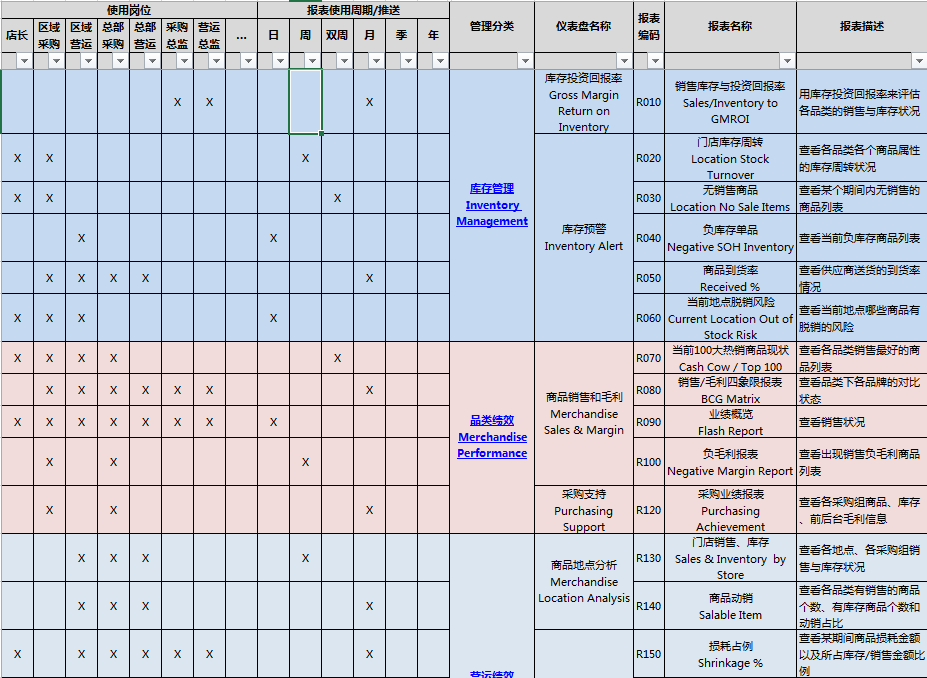 使用岗位
报表使用周期/推送
管理分类
仪表盘名称
报表
编码
报表名称
报表描述
店长
区域
采购
区域
营运
总部
采购
总部
营运
采购
总监
营运
总监
...
日
周
双周
月
季
年
X X X
库存管理
Inventory
Management
库存投资回报率
Gross Margin
Return on
Inventory
R010
销售库存与投资回报率
Sales/Inventory to
GMROI
用库存投资回报率来评估
各品类的销售与库存状况
X X X
库存预警
Inventory Alert
R020
门店库存周转
Location Stock
Turnover
查看各品类各个商品属性
的库存周转状况
X X X
R030
无销售商品
Location No Sale Items
查看某个期间内无销售的
商品列表
X X
R040
负库存单品
Negative SOH Inventory
查看当前负库存商品列表
X X X X X
R050
商品到货率
Received %
查看供应商送货的到货率
情况
X X X X
R060
当前地点脱销风险
Current Location Out of
Stock Risk
查看当前地点哪些商品有
脱销的风险
X X X X X
品类绩效
Merchandise
Performance
商品销售和毛利
Merchandise
Sales & Margin
R070
当前100大热销商品现状
Cash Cow / Top 100
查看各品类销售最好的商
品列表
X X X X X X X
R080
销售/毛利四象限报表
BCG Matrix
查看品类下各品牌的对比
状态
X X X X X X X X
R090
业绩概览
Flash Report
查看销售状况
X X X
R100
负毛利报表
Negative Margin Report
查看出现销售负毛利商品
列表
X X X
采购支持
Purchasing
Support
R120
采购业绩报表
Purchasing
Achievement
查看各采购组商品、库存
、前后台毛利信息
X X X X
商品地点分析
Merchandise
Location Analysis
R130
门店销售、库存
Sales & Inventory by
Store
查看各地点、各采购组销
售与库存状况
X X X X
R140
商品动销
Salable Item
查看各品类有销售的商品
个数、有库存商品个数和
动销占比
X X X X X X X
营运绩效
R150
损耗占例
Shrinkage %
查看某期间商品损耗金额
以及所占库存/销售金额比
例